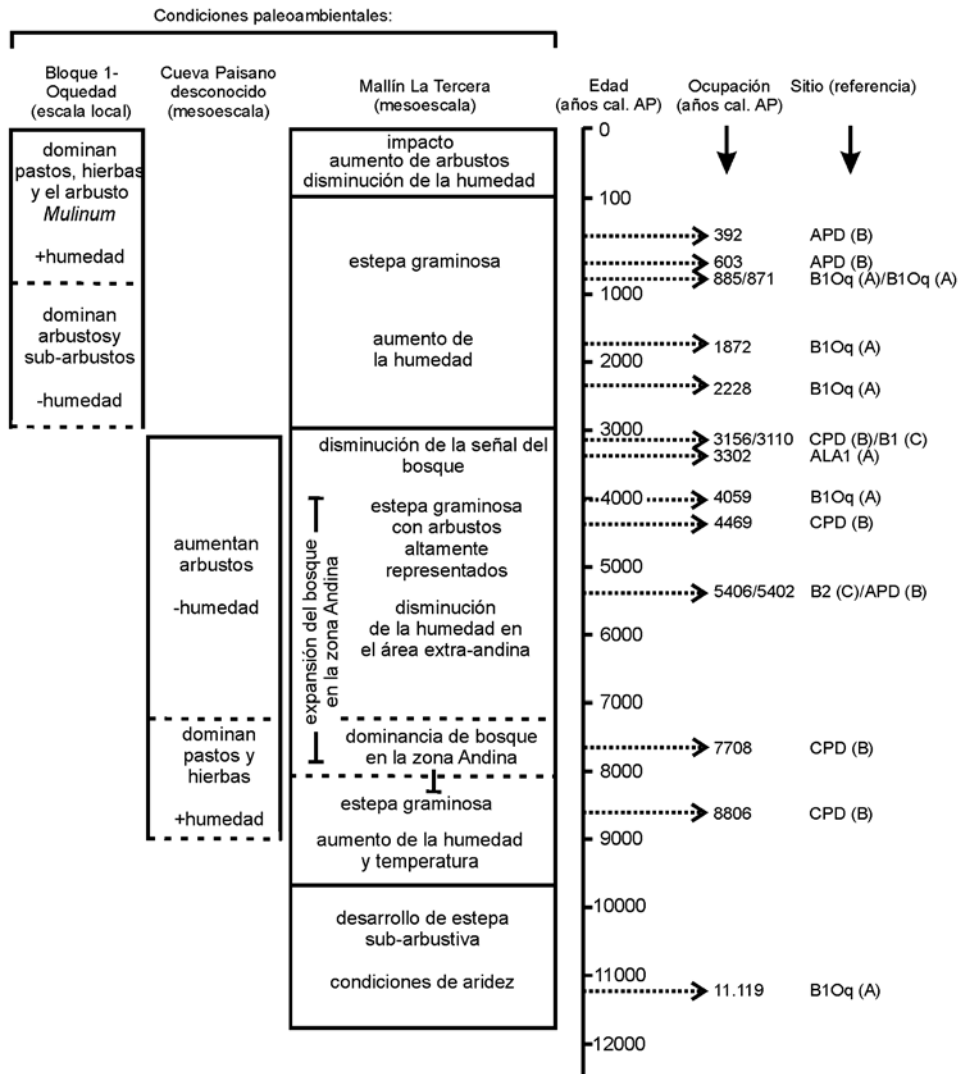 Condiciones paleoambientales:
Bloque 1-
Oquedad
(escala local)
Cueva Paisano
desconocido
(mesoescala)
Mallín La Tercera
(mesoescala)
Edad
(años cal. AP)
Ocupación
(años cal. AP)
Sitio (referencia)
dominan
pastos, hierbas
y el arbusto
Mulinum
+humedad
dominan
arbustosy
sub-arbustos
-humedad
aumentan
arbustos
-humedad
dominan
pastos y
hierbas
+humedad
impacto
aumento de arbustos
disminución de la humedad
estepa graminosa
aumento de
la humedad
disminución de la señal del
bosque
expansión del bosque
en la zona Andina
estepa graminosa
con arbustos
altamente
representados
disminución
de la humedad en
el área extra-andina
dominancia de bosque
en la zona Andina
estepa graminosa
aumento de la humedad
y temperatura
desarrollo de estepa
sub-arbustiva
condiciones de aridez
0
100
1000
2000
3000
4000
5000
6000
7000
8000
9000
10000
11000
12000
392 APD (B)
603 APD (B)
885/871 B1Oq (A)/B1Oq (A)
1872 B1Oq (A)
2228 B1Oq (A)
3156/3110 CPD (B)/B1 (C)
3302 ALA1 (A)
4059 B1Oq (A)
4469 CPD (B)
5406/5402 B2 (C)/APD (B)
7708 CPD (B)
8806 CPD (B)
11.119 B1Oq (A)